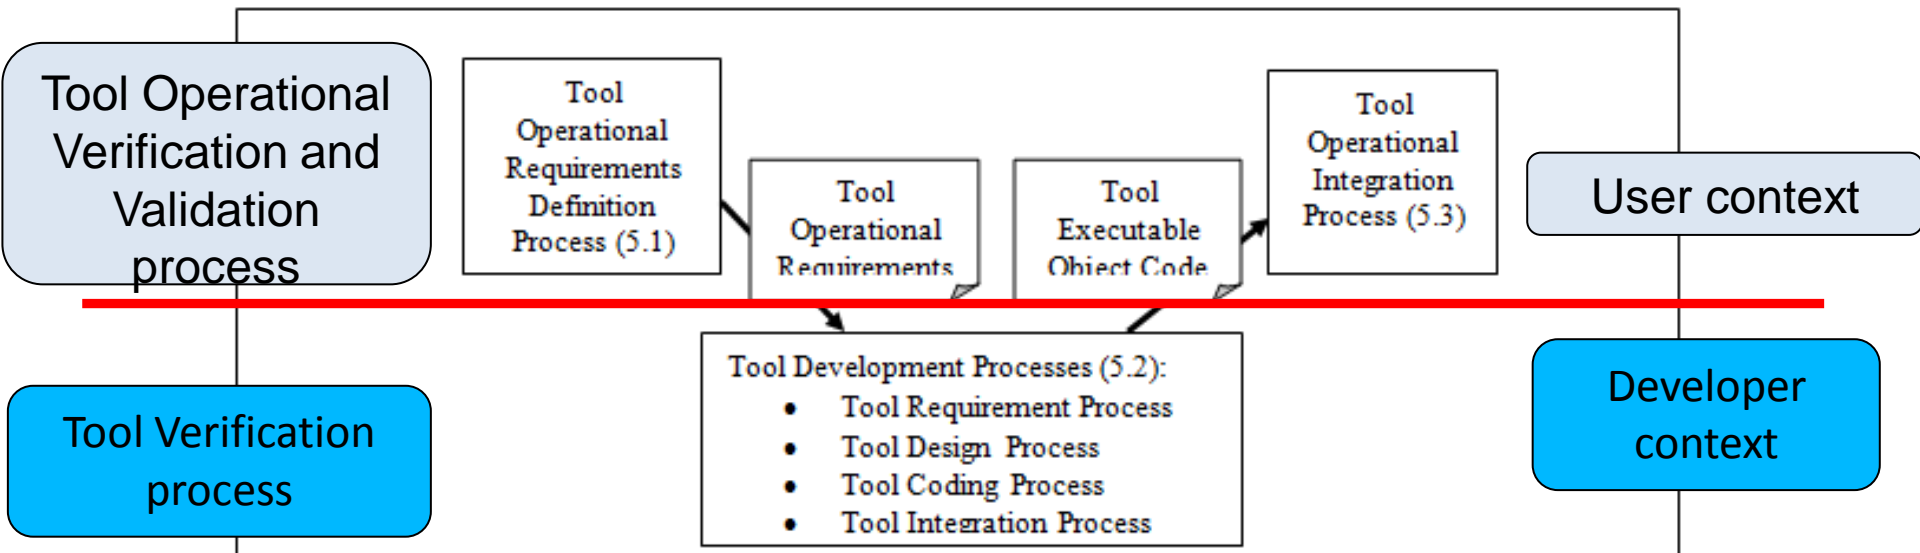 Tool Operational
Verification and
Validation
process
Tool
Operational
Requirements
Definition
Process (5.1)
Tool
Operational
Requirements
Tool
Executable
Object Code
Tool
Operational
Integration
Process (5.3)
User context
Tool Verification
process
Tool Development Processes (5.2):
• Tool Requirement Process
• Tool Design Process
• Tool Coding Process
• Tool Integration Process
Developer
context